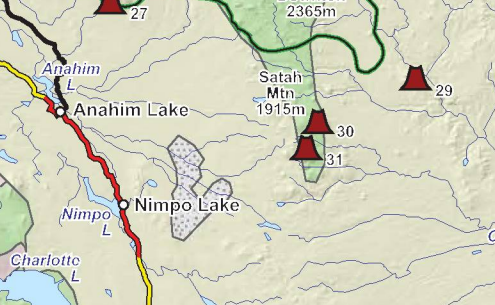 2365m
27
Anahim
L
Satah
Mtn
1915m
29
Anahim Lake
30
31
Nimpo Lake
Nimpo
L
Charlotte
L